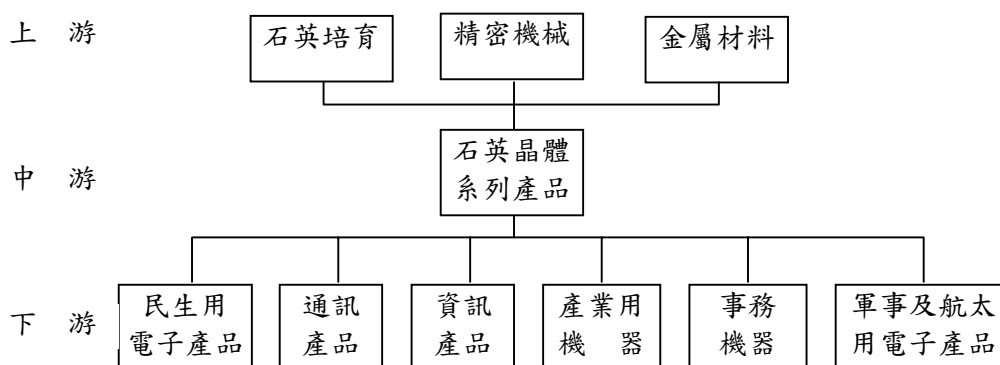 上 游
石英培育
精密機械
金屬材料
中 游
石英晶體
系列產品
下 游
民生用
電子產品
通訊
產品
資訊
產品
產業用
機 器
事務
機器
軍事及航太
用電子產品